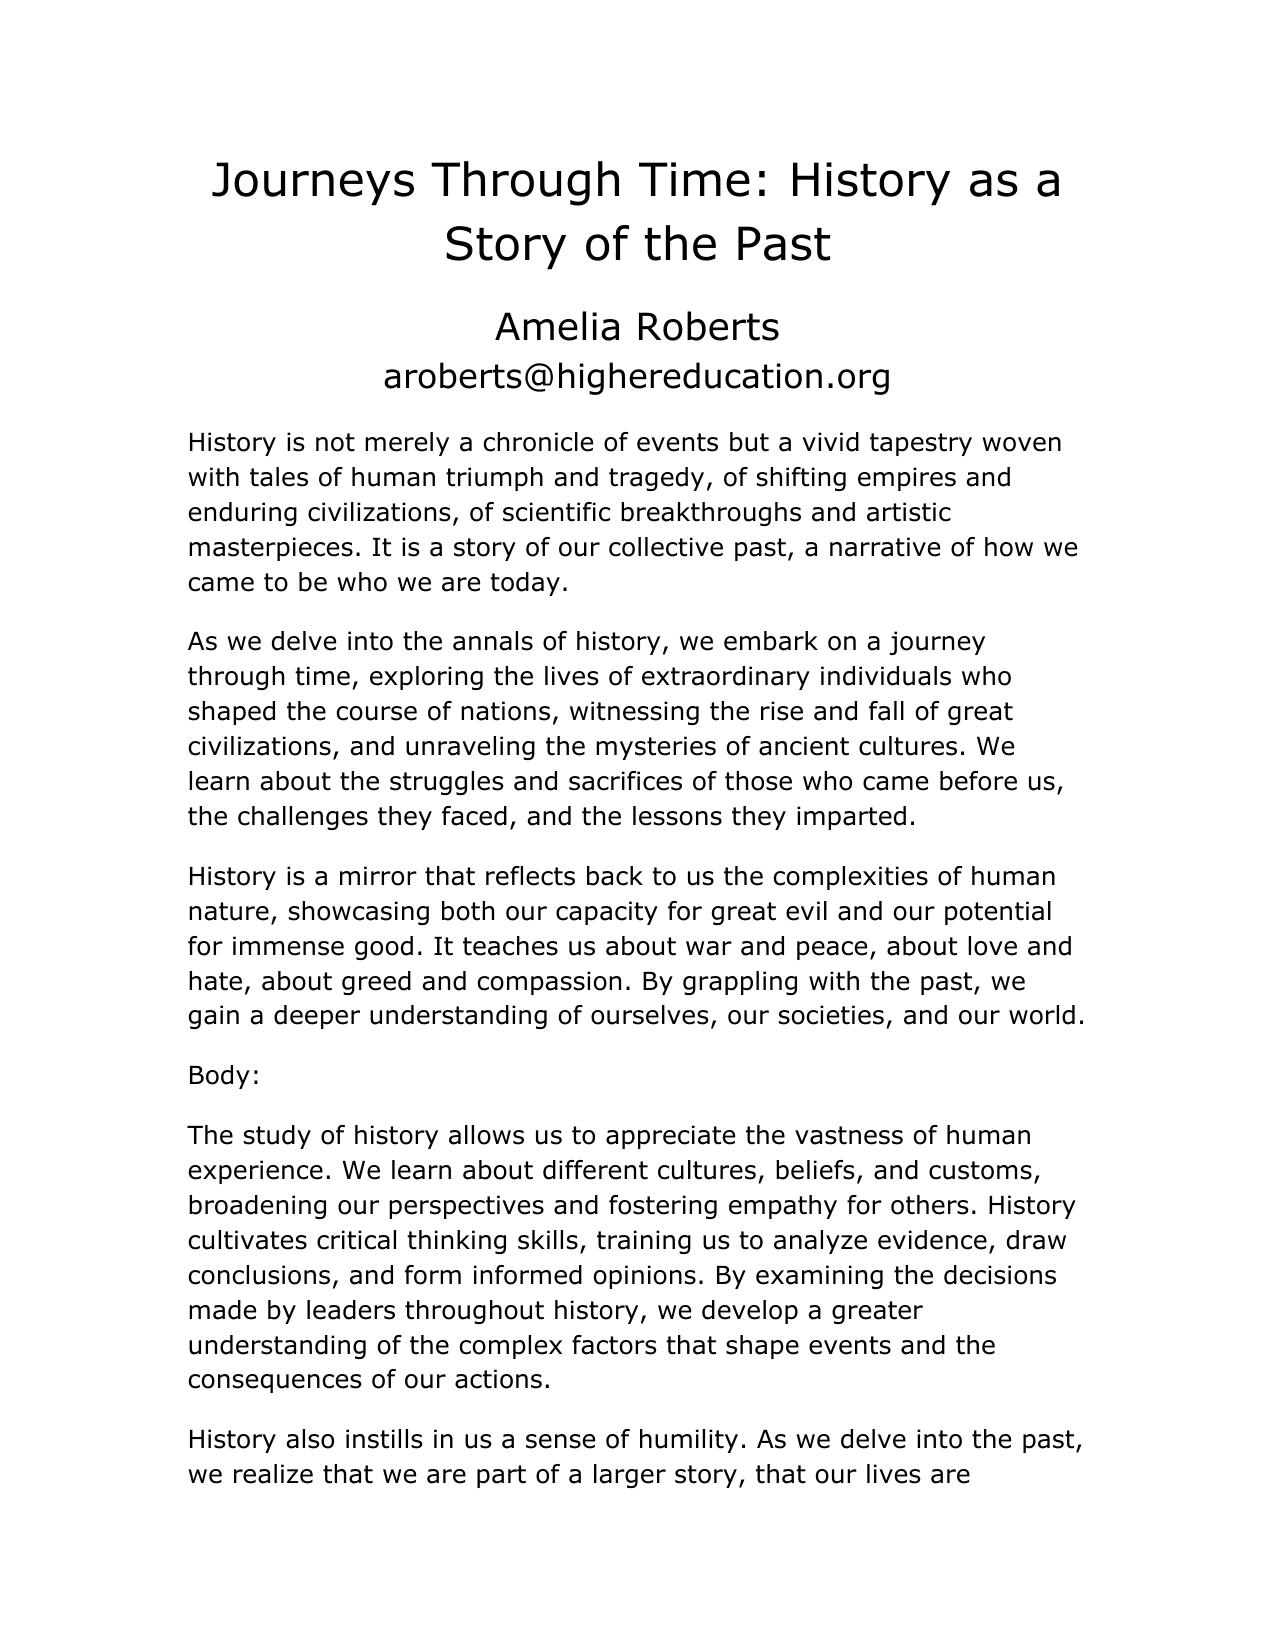 Journeys Through Time: History as a
Story of the Past
Amelia Roberts
aroberts@highereducation.org
History is not merely a chronicle of events but a vivid tapestry woven
with tales of human triumph and tragedy, of shifting empires and
enduring civilizations, of scientific breakthroughs and artistic
masterpieces. It is a story of our collective past, a narrative of how we
came to be who we are today.
As we delve into the annals of history, we embark on a journey
through time, exploring the lives of extraordinary individuals who
shaped the course of nations, witnessing the rise and fall of great
civilizations, and unraveling the mysteries of ancient cultures. We
learn about the struggles and sacrifices of those who came before us,
the challenges they faced, and the lessons they imparted.
History is a mirror that reflects back to us the complexities of human
nature, showcasing both our capacity for great evil and our potential
for immense good. It teaches us about war and peace, about love and
hate, about greed and compassion. By grappling with the past, we
gain a deeper understanding of ourselves, our societies, and our world.
Body:
The study of history allows us to appreciate the vastness of human
experience. We learn about different cultures, beliefs, and customs,
broadening our perspectives and fostering empathy for others. History
cultivates critical thinking skills, training us to analyze evidence, draw
conclusions, and form informed opinions. By examining the decisions
made by leaders throughout history, we develop a greater
understanding of the complex factors that shape events and the
consequences of our actions.
History also instills in us a sense of humility. As we delve into the past,
we realize that we are part of a larger story, that our lives are